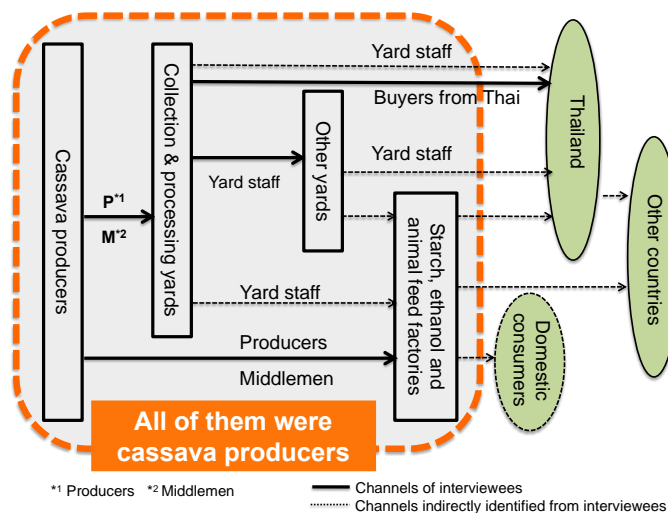 Yard staff
Buyers from Thai
Cassava producers
P*1
M*2
Collection & processing yards
Yard staff
Other yards
Yard staff
Yard staff
Producers
Middlemen
Starch, ethanol and
animal feed factories
Thailand
Other countries
Domestic
consumers
All of them were
cassava producers
*1 Producers *2 Middlemen
Channels of interviewees
Channels indirectly identified from interviewees